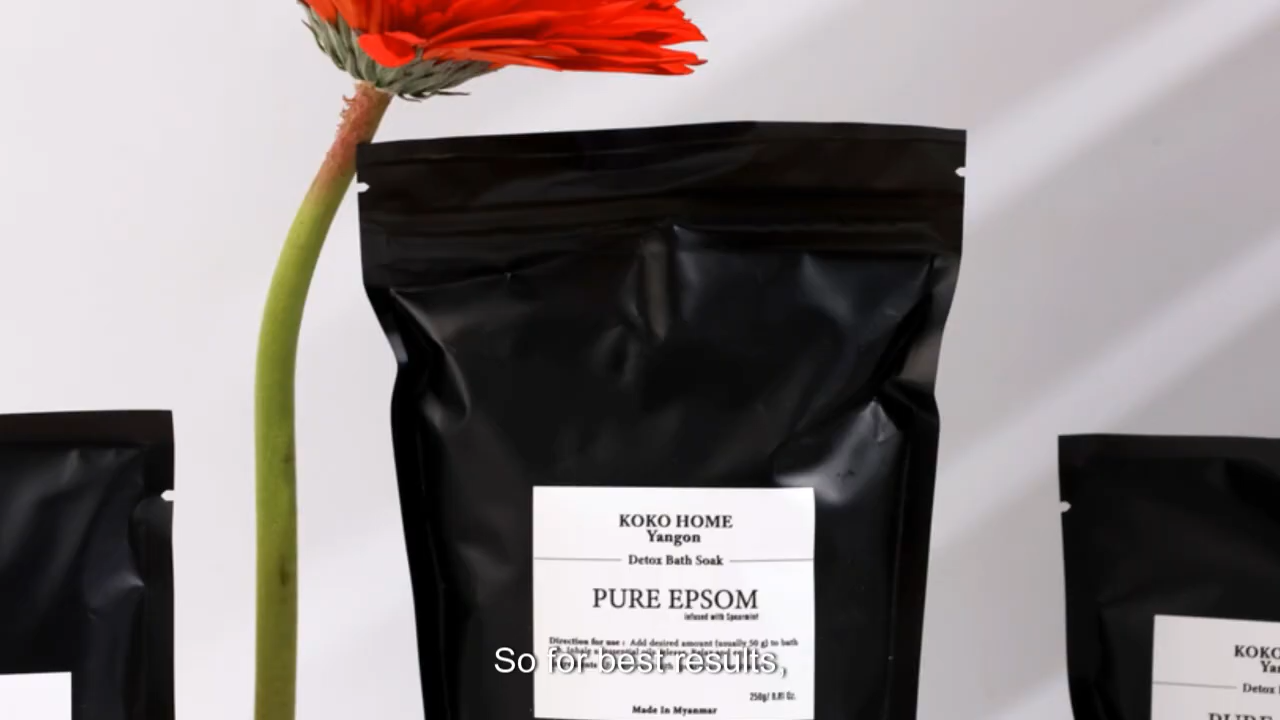 KOKO HOME
Yangon
Detox Bath Soak
PURE EPSOM
infused with Spearmint
Direction for use : Add desired amount (usually 50 g) to bath
So for best results,
250g/ 8.81 Oz.
Made In Myanmar
KOKO
Detox